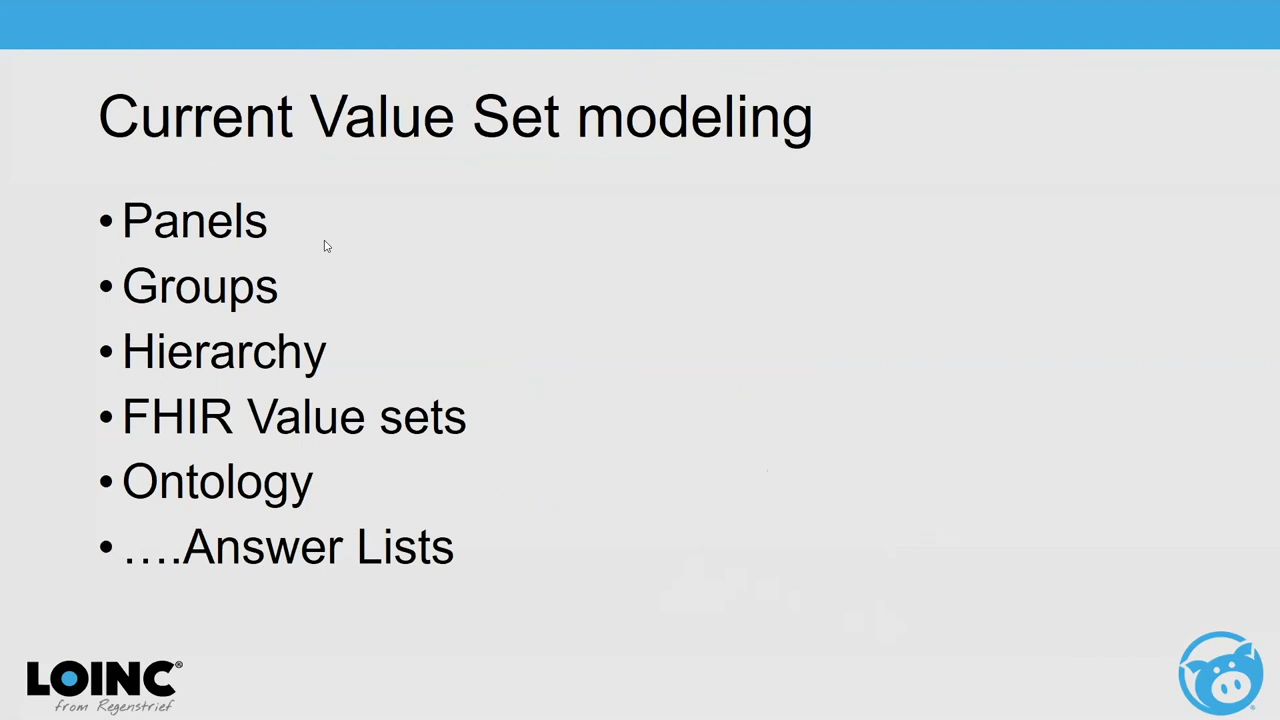 Current Value Set modeling
• Panels
• Groups
• Hierarchy
• FHIR Value sets
• Ontology
• ….Answer Lists
LOINC®
from Regenstrief